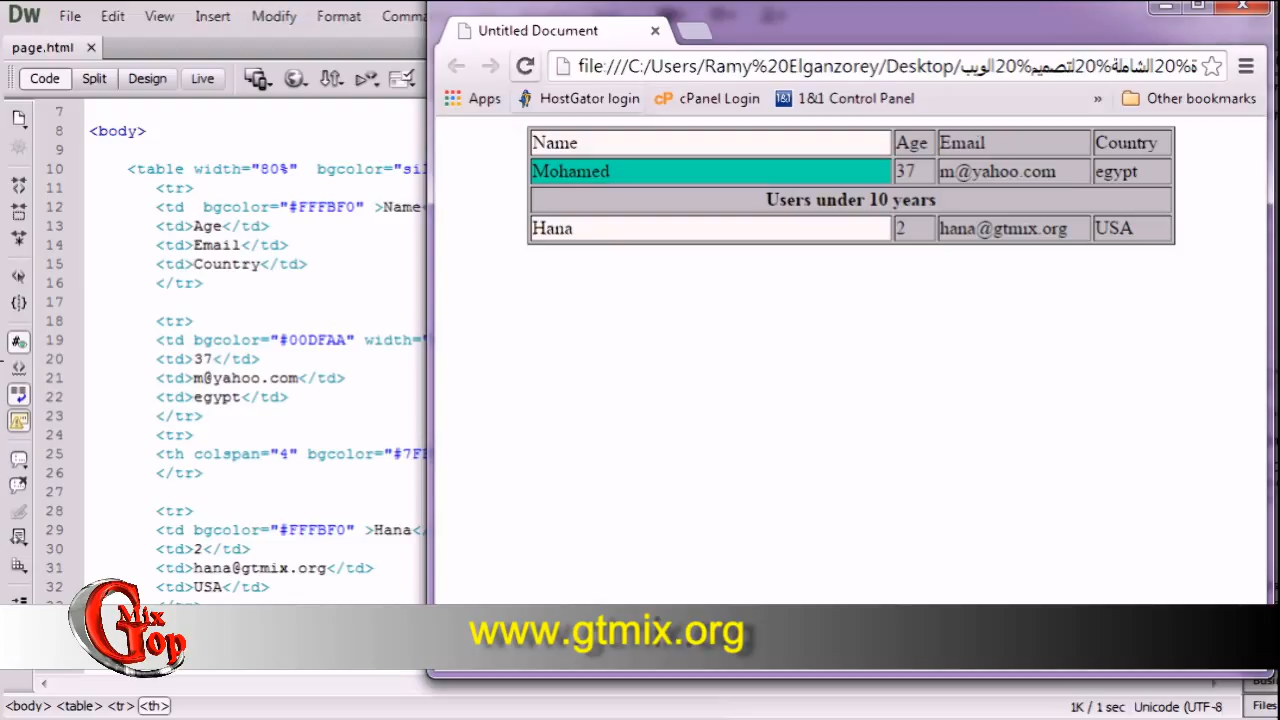 Dw File Edit View Insert Modify Format Comma
page.html
Code Split Design Live
7
8 <body>
9
10 <table width="80%" bgcolor="sil
11 <tr>
12 <td bgcolor="#FFFBF0" >Name<
13 <td>Age</td>
14 <td>Email</td>
15 <td>Country</td>
16 </tr>
17
18 <tr>
19 <td bgcolor="#00DFAA" width="
20 <td>37</td>
21 <td>m@yahoo.com</td>
22 <td>egypt</td>
23 </tr>
24 <tr>
25 <th colspan="4" bgcolor="#7F
26 </tr>
27
28 <tr>
29 <td bgcolor="#FFFBF0" >Hana<
30 <td>2</td>
31 <td>hana@gtmix.org</td>
32 <td>USA</td>
Untitled Document
file:///C:/Users/Ramy%20Elganzorey/Desktop/ة%20الشاملة%20لتصميم%20الويب
Apps HostGator login cPanel Login 1&1 Control Panel » Other bookmarks
Name Age Email Country
Mohamed 37 m@yahoo.com egypt
Users under 10 years
Hana 2 hana@gtmix.org USA
GMix Top
www.gtmix.org
<body> <table> <tr> <th> 1K / 1 sec Unicode (UTF-8 Files